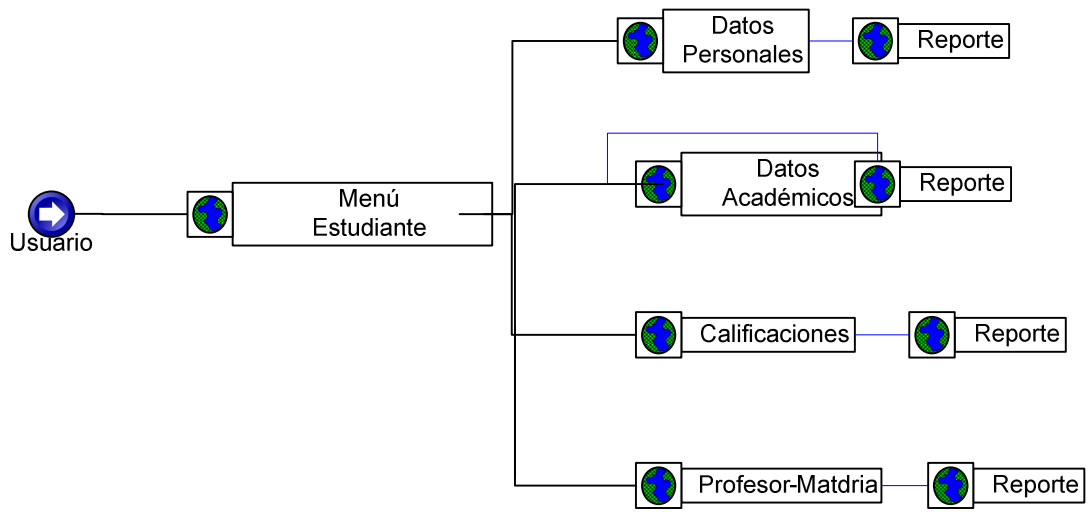 Usuario
Menú
Estudiante
Datos
Personales
Reporte
Datos
Académicos
Reporte
Calificaciones
Reporte
Profesor-Matdria
Reporte